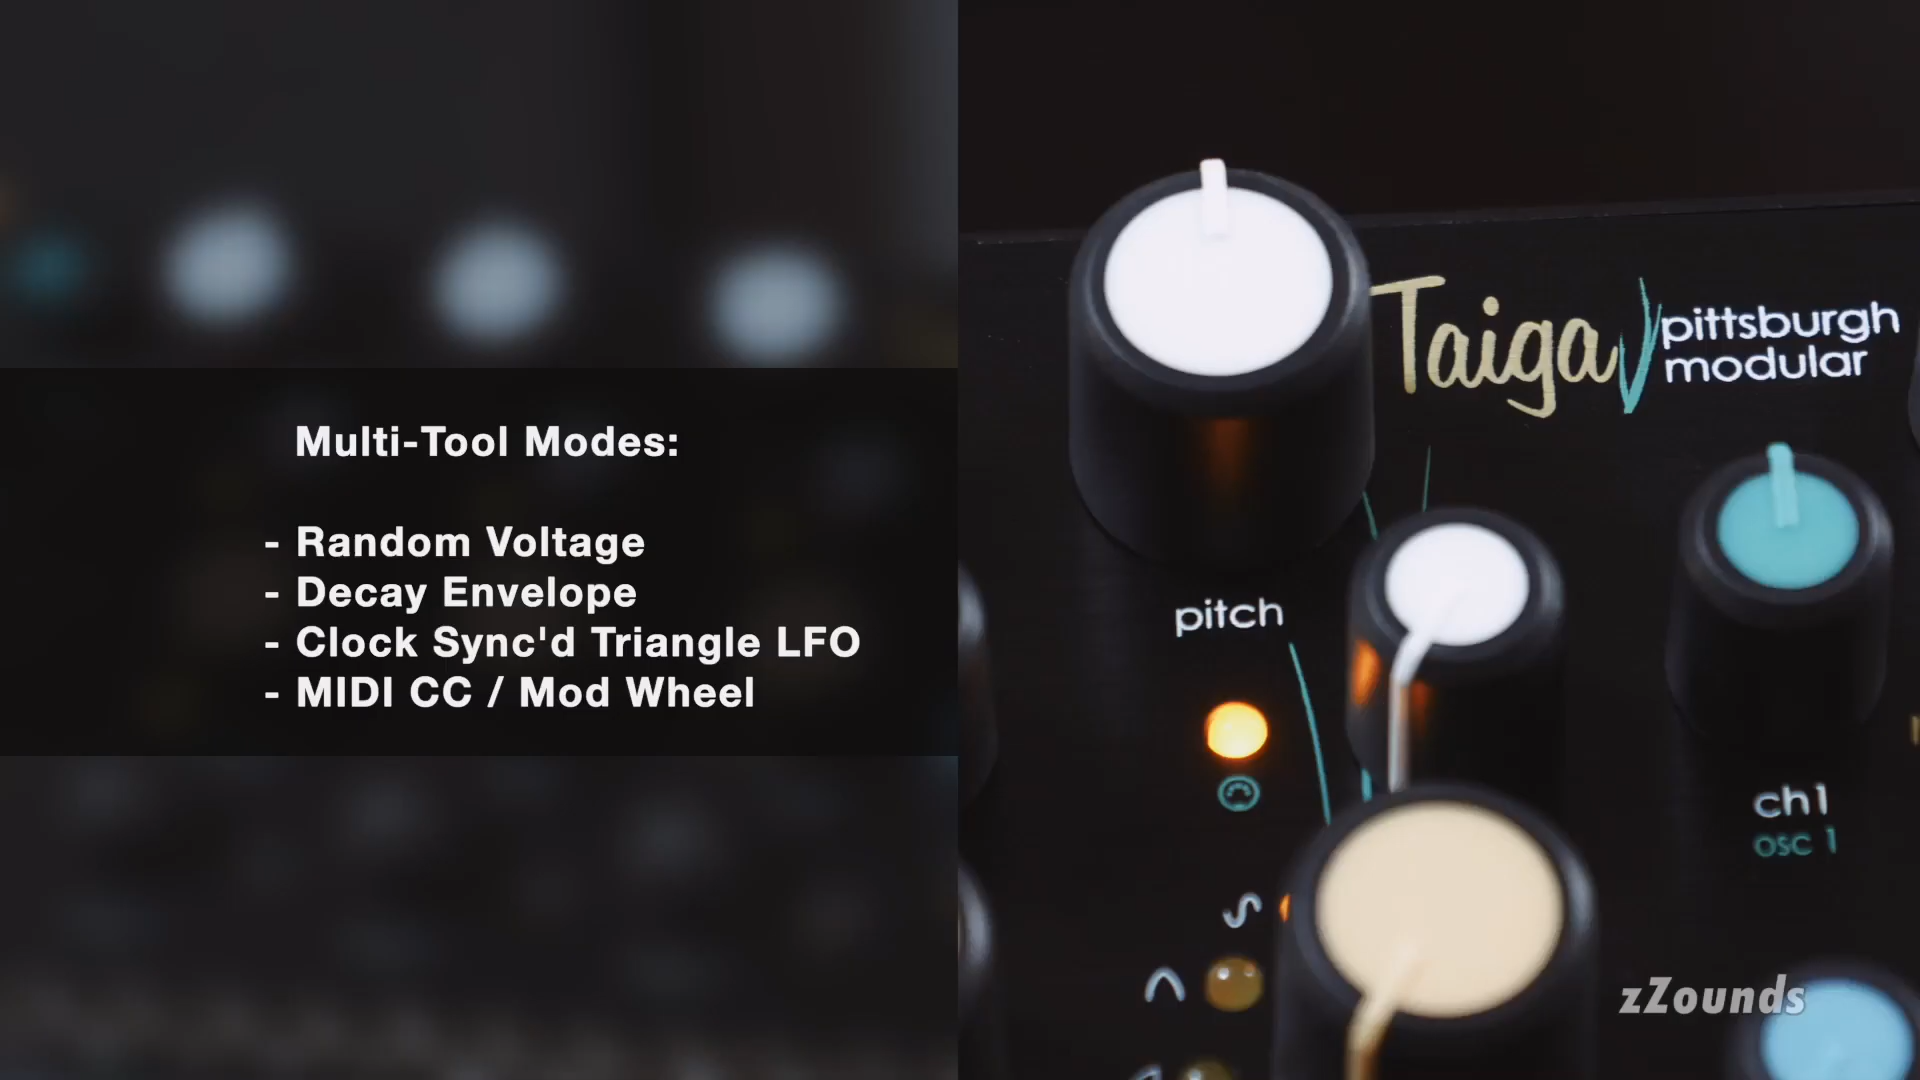 Multi-Tool Modes:
- Random Voltage
- Decay Envelope
- Clock Sync'd Triangle LFO
- MIDI CC / Mod Wheel
Taiga
pittsburgh
modular
pitch
ch1
osc 1
zZounds